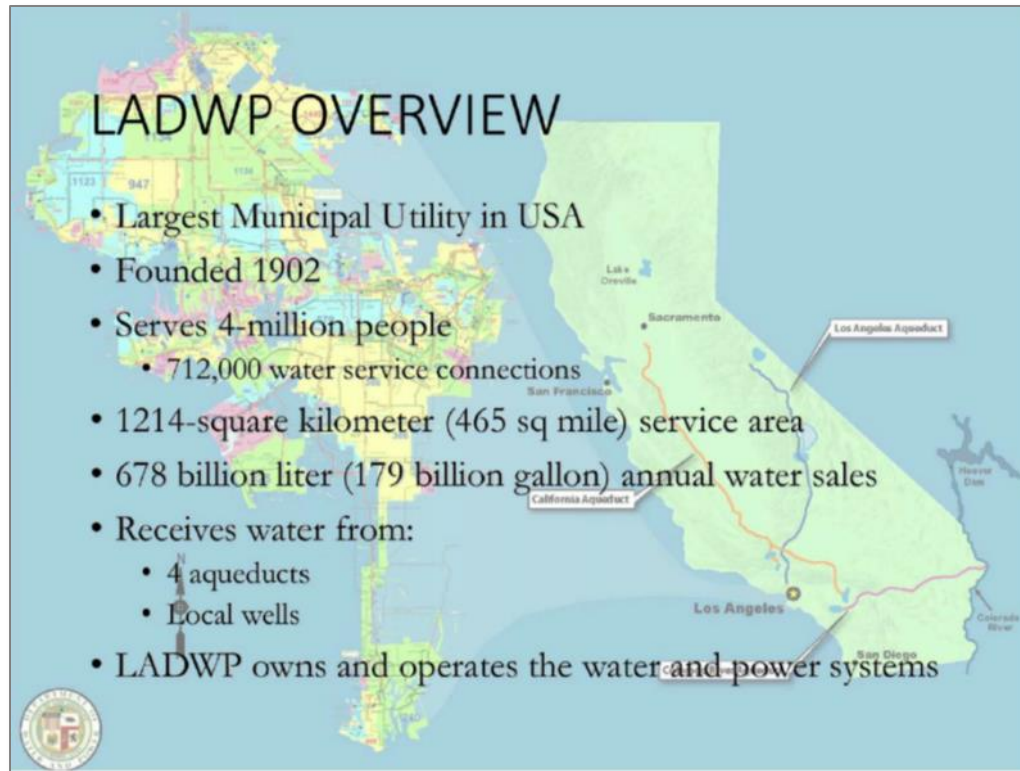 LADWP OVERVIEW
• Largest Municipal Utility in USA
• Founded 1902
• Serves 4-million people
• 712,000 water service connections
• 1214-square kilometer (465 sq mile) service area
• 678 billion liter (179 billion gallon) annual water sales
• Receives water from:
• 4 aqueducts
• Local wells
• LADWP owns and operates the water and power systems
1123
947
N
Lake
Oroville
Sacramento
San Francisco
Los Angeles Aqueduct
California Aqueduct
Hoover
Dam
Los Angeles
Colorado
River
San Diego